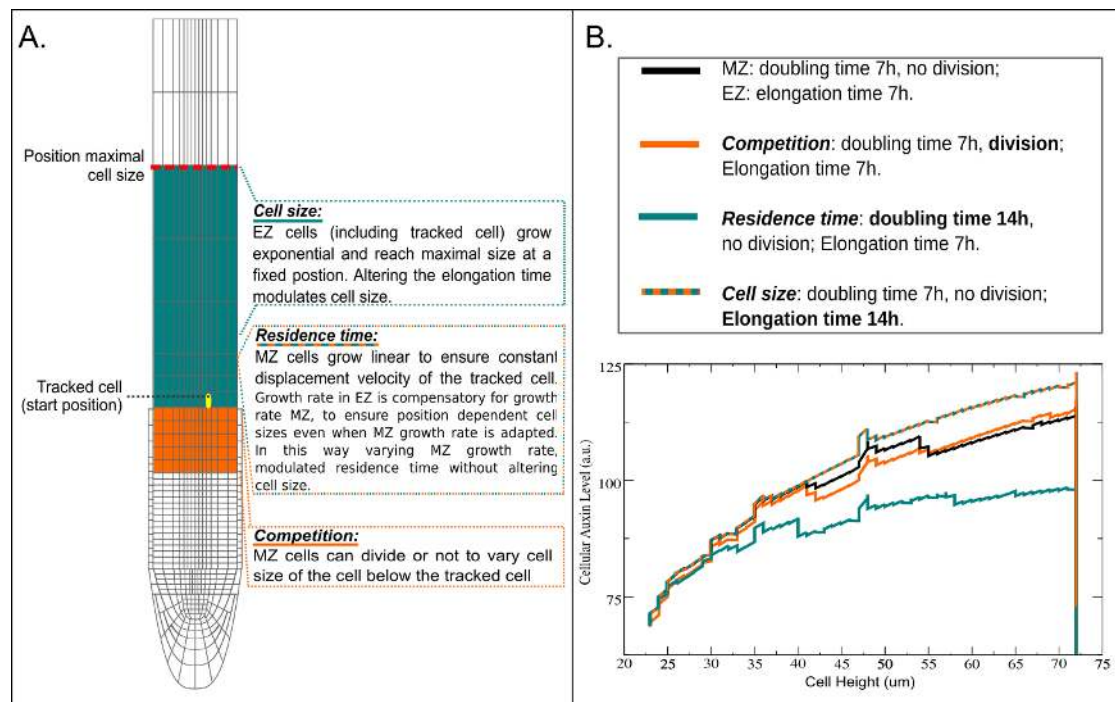 A.
Position maximal
cell size
Tracked cell
(start position)
Cell size:
EZ cells (including tracked cell) grow
exponential and reach maximal size at a
fixed postion. Altering the elongation time
modulates cell size.
Residence time:
MZ cells grow linear to ensure constant
displacement velocity of the tracked cell.
Growth rate in EZ is compensatory for growth
rate MZ, to ensure position dependent cell
sizes even when MZ growth rate is adapted.
In this way varying MZ growth rate,
modulated residence time without altering
cell size.
Competition:
MZ cells can divide or not to vary cell
size of the cell below the tracked cell
B.
MZ: doubling time 7h, no division;
EZ: elongation time 7h.
Competition: doubling time 7h, division;
Elongation time 7h.
Residence time: doubling time 14h,
no division; Elongation time 7h.
Cell size: doubling time 7h, no division;
Elongation time 14h.
125
100
75
Cellular Auxin Level (a.u.)
20 25 30 35 40 45 50 55 60 65 70 75
Cell Height (um)